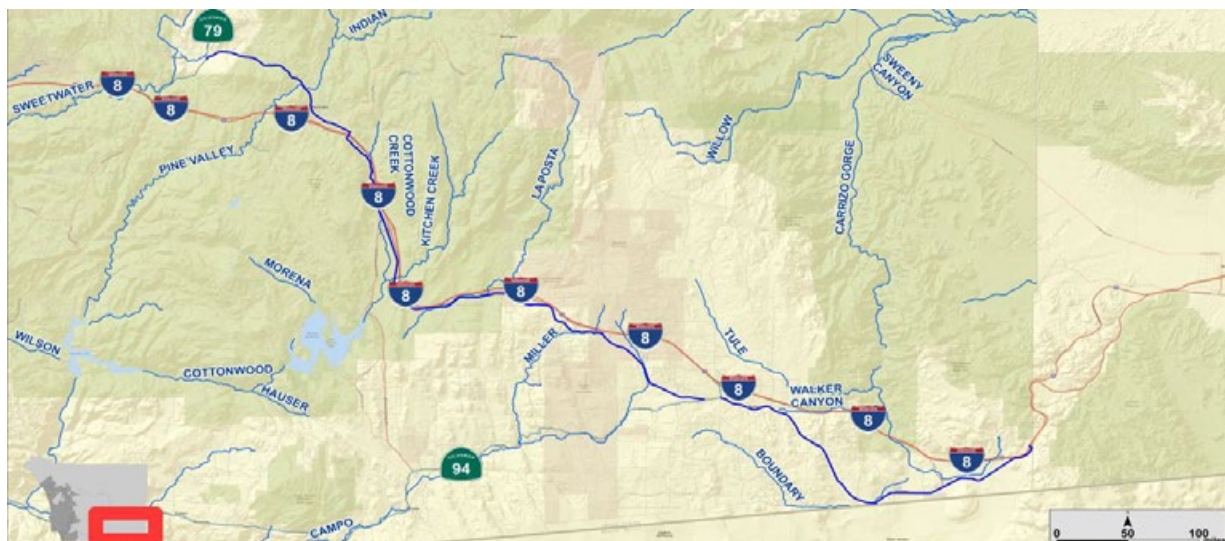 79
INDIAN
SWEETWATER
8
8
8
SWEENY
CANYON
COTTONWOOD
CREEK
WILLOW
PINE VALLEY
KITCHEN CREEK
LA POSTA
8
CARRIZO GORGE
MORENA
8
8
WILSON
MILLER
TULE
8
COTTONWOOD
HAUSER
8
WALKER
CANYON
8
94
BOUNDARY
8
CAMPO
0 50 100